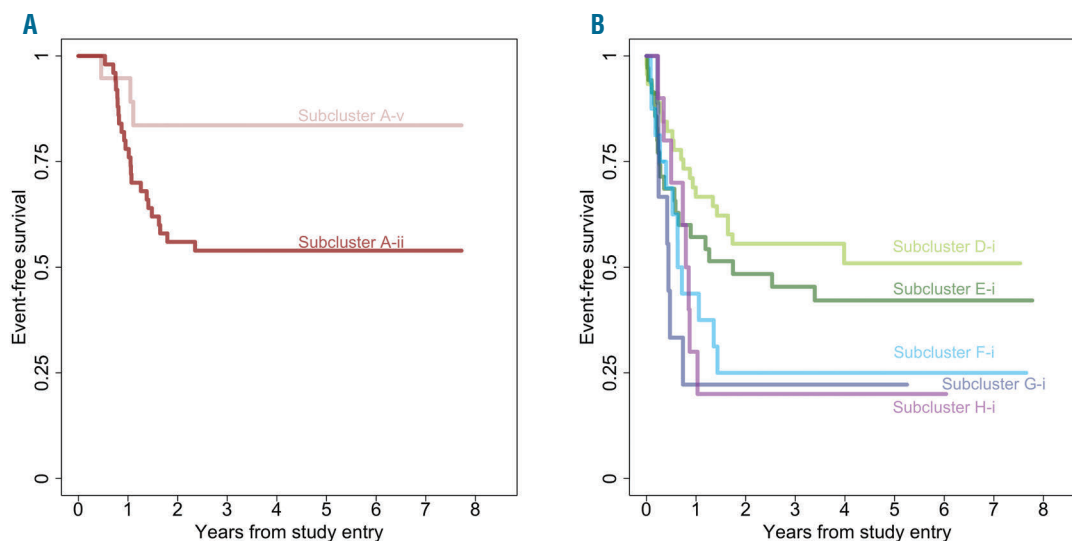 A
Event-free survival
1
0.75
0.5
0.25
0
Subcluster A-v
Subcluster A-ii
0 1 2 3 4 5 6 7 8
Years from study entry
B
Event-free survival
1
0.75
0.5
0.25
0
Subcluster D-i
Subcluster E-i
Subcluster F-i
Subcluster G-i
Subcluster H-i
0 1 2 3 4 5 6 7 8
Years from study entry